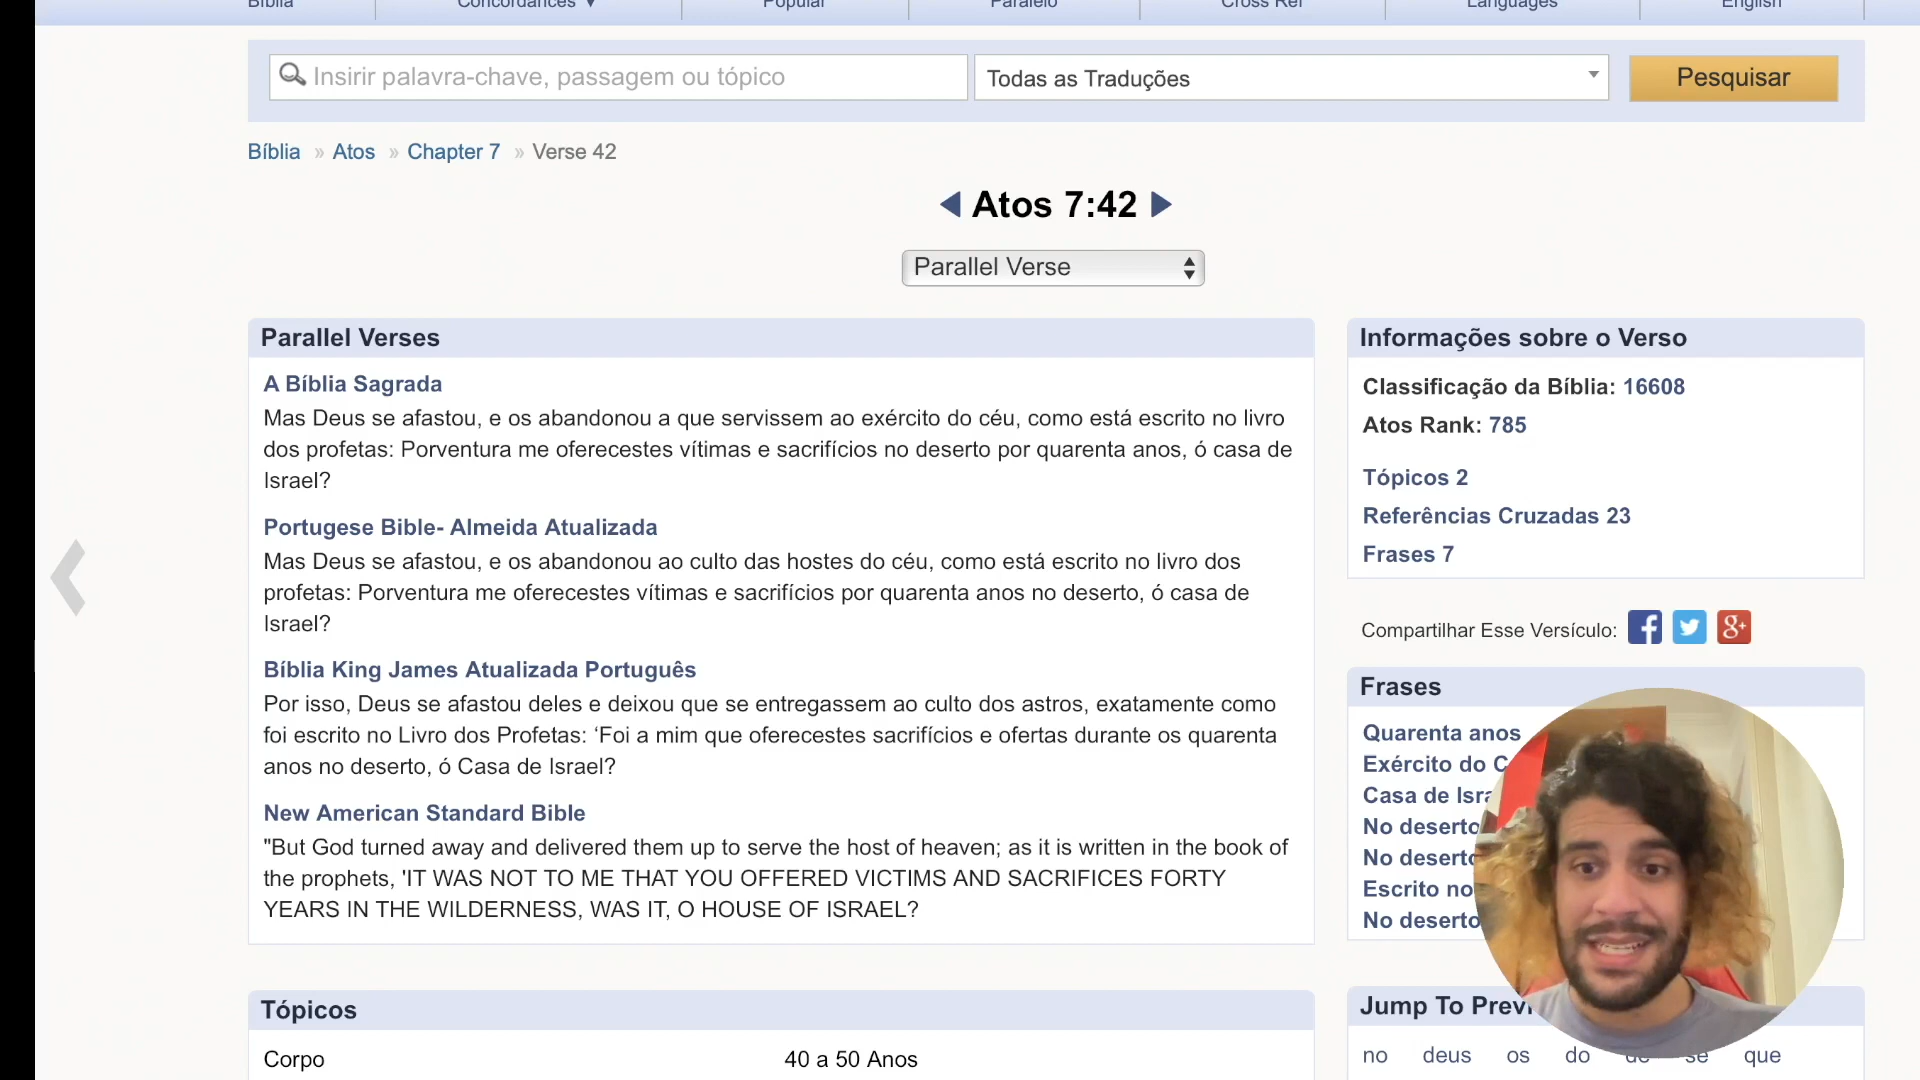 Bíblia
Concordances ▼
Popular
Paralelo
Cross Ref
Languages
English
Insirir palavra-chave, passagem ou tópico
Todas as Traduções
Pesquisar
Bíblia » Atos » Chapter 7 » Verse 42
Atos 7:42
Parallel Verse
Parallel Verses
A Bíblia Sagrada
Mas Deus se afastou, e os abandonou a que servissem ao exército do céu, como está escrito no livro
dos profetas: Porventura me oferecestes vítimas e sacrifícios no deserto por quarenta anos, ó casa de
Israel?
Portugese Bible- Almeida Atualizada
Mas Deus se afastou, e os abandonou ao culto das hostes do céu, como está escrito no livro dos
profetas: Porventura me oferecestes vítimas e sacrifícios por quarenta anos no deserto, ó casa de
Israel?
Bíblia King James Atualizada Português
Por isso, Deus se afastou deles e deixou que se entregassem ao culto dos astros, exatamente como
foi escrito no Livro dos Profetas: ‘Foi a mim que oferecestes sacrifícios e ofertas durante os quarenta
anos no deserto, ó Casa de Israel?
New American Standard Bible
"But God turned away and delivered them up to serve the host of heaven; as it is written in the book of
the prophets, 'IT WAS NOT TO ME THAT YOU OFFERED VICTIMS AND SACRIFICES FORTY
YEARS IN THE WILDERNESS, WAS IT, O HOUSE OF ISRAEL?
Tópicos
Corpo
40 a 50 Anos
Informações sobre o Verso
Classificação da Bíblia: 16608
Atos Rank: 785
Tópicos 2
Referências Cruzadas 23
Frases 7
Compartilhar Esse Versículo:
Frases
Quarenta anos
Exército do
Casa de
No deserto
No deserto
Escrito no
No deserto
Jump To
no deus os do de se que